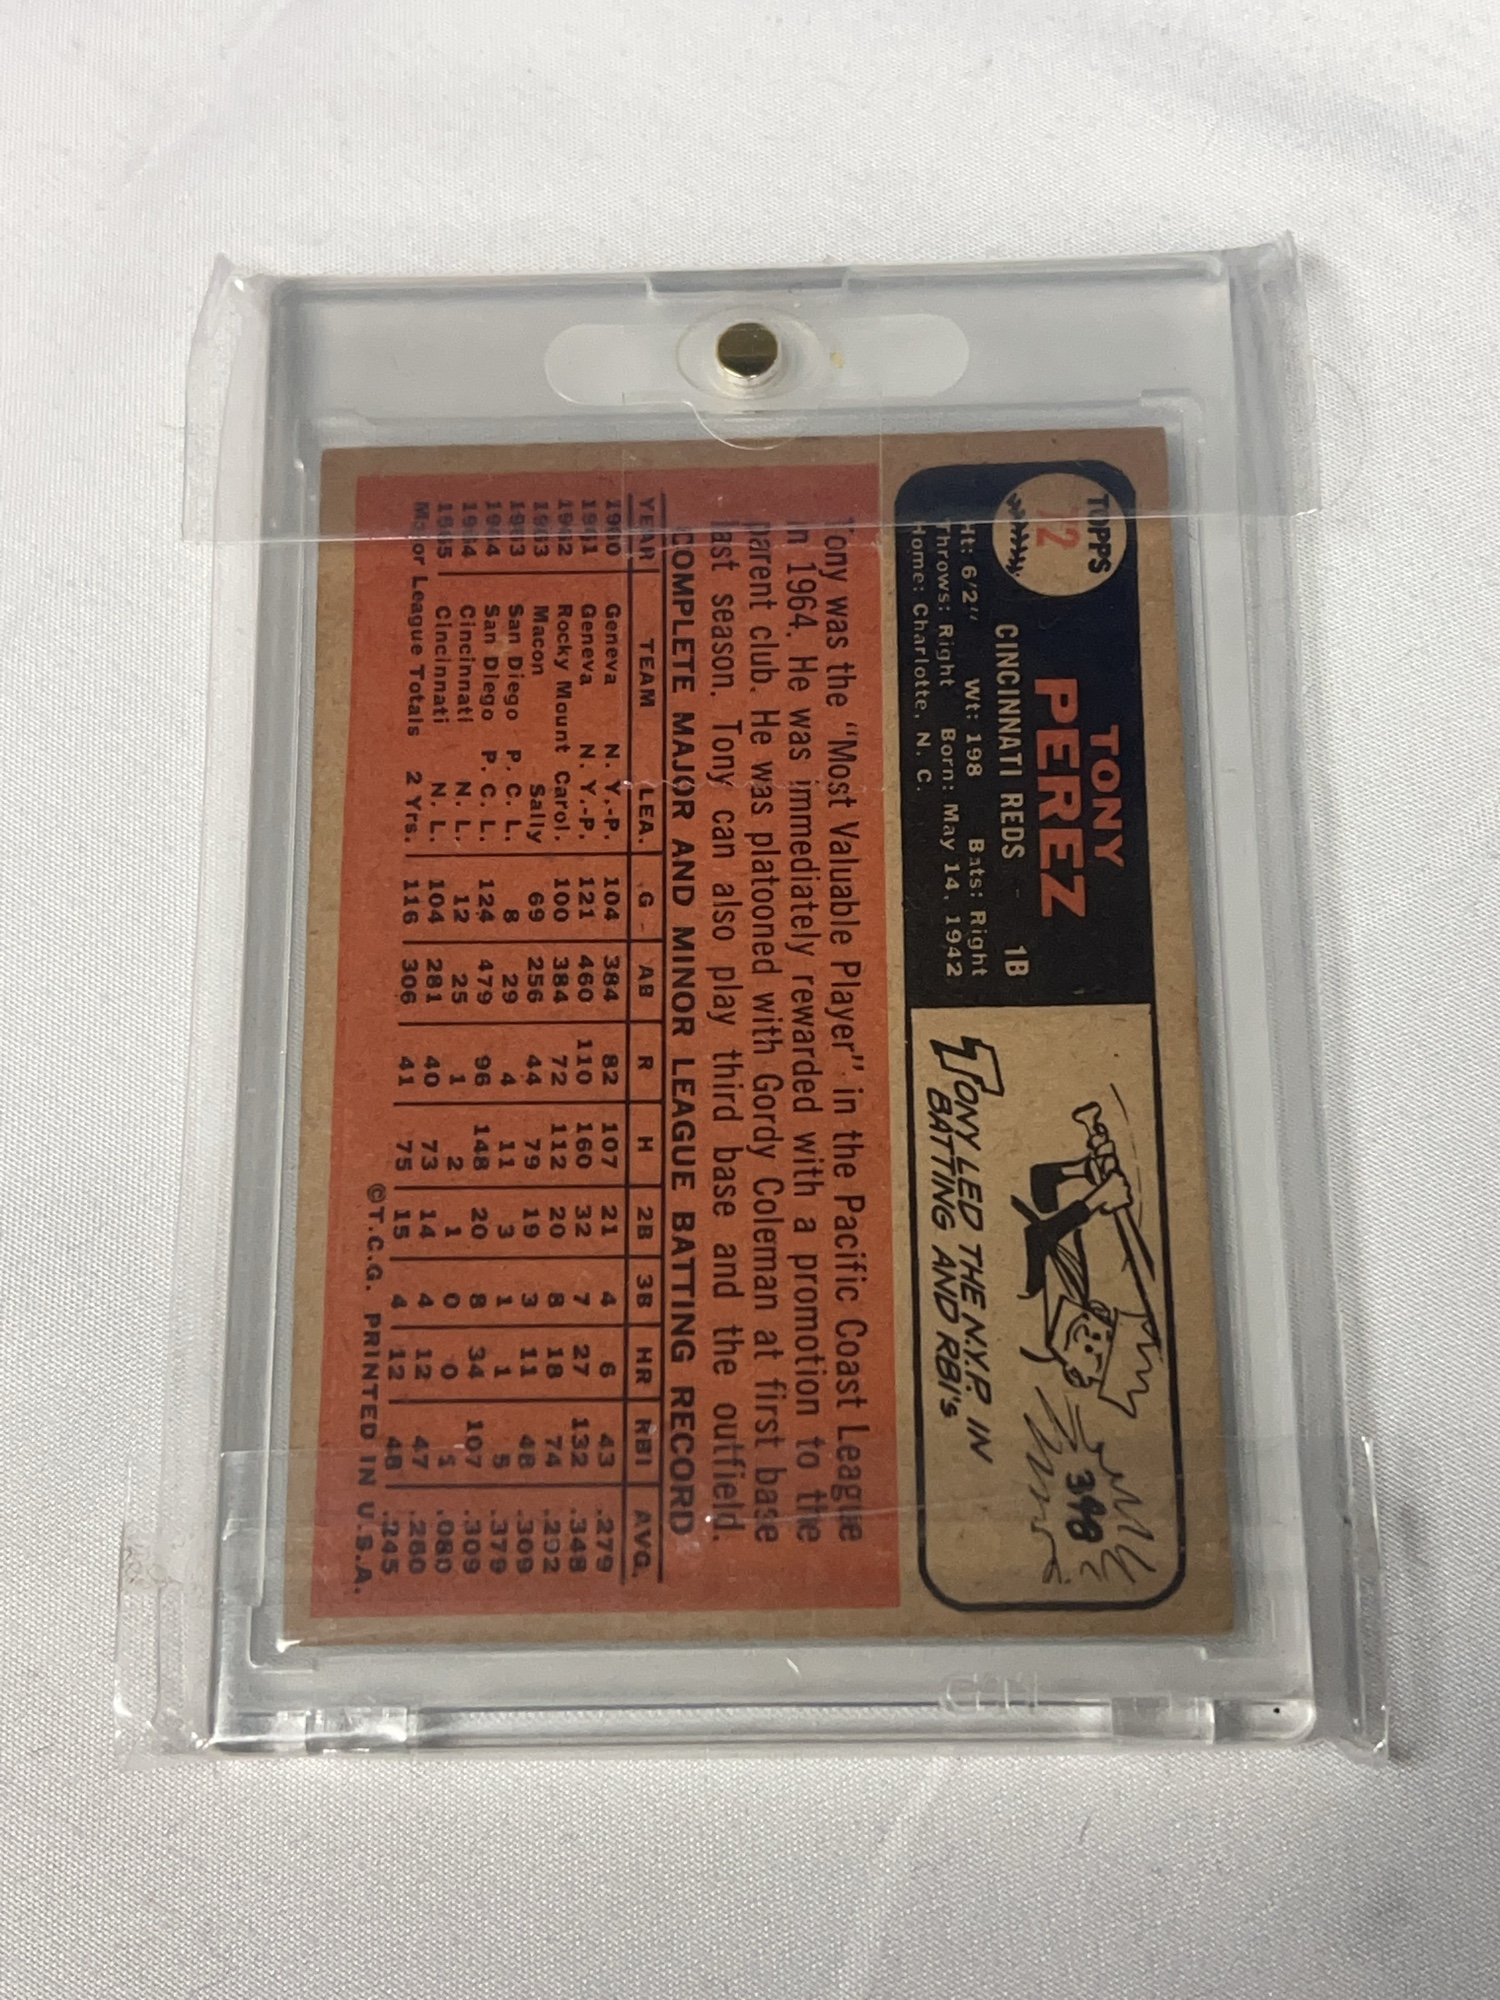 TOPPS
72
TONY
PEREZ
CINCINNATI REDS 1B
Ht: 6'2" Wt: 198 Bats: Right
Throws: Right Born: May 14, 1942
Home: Charlotte, N. C.
398
TONY LED THE N.Y.P. IN
BATTING AND RBI's
Tony was the "Most Valuable Player" in the Pacific Coast League
in 1964. He was immediately rewarded with a promotion to the
parent club. He was platooned with Gordy Coleman at first base
last season. Tony can also play third base and the outfield.
COMPLETE MAJOR AND MINOR LEAGUE BATTING RECORD
YEAR TEAM LEA. G AB R H 2B 3B HR RBI AVG.
1960 Geneva N. Y.-P. 104 384 82 107 21 4 6 43 .279
1961 Geneva N. Y.-P. 121 460 110 160 32 7 27 132 .348
1962 Rocky Mount Carol. 100 384 72 112 20 8 18 74 .292
1963 Macon Sally 69 256 44 79 19 3 11 48 .309
1963 San Diego P. C. L. 8 29 4 11 3 1 1 5 .379
1964 San Diego P. C. L. 124 479 96 148 20 8 34 107 .309
1964 Cincinnati N. L. 12 25 1 2 1 0 0 .080
1965 Cincinnati N. L. 104 281 40 73 14 4 12 47 .260
Major League Totals 2 Yrs. 116 306 41 75 15 4 12 48 .245
©T.C.G. PRINTED IN U.S.A.